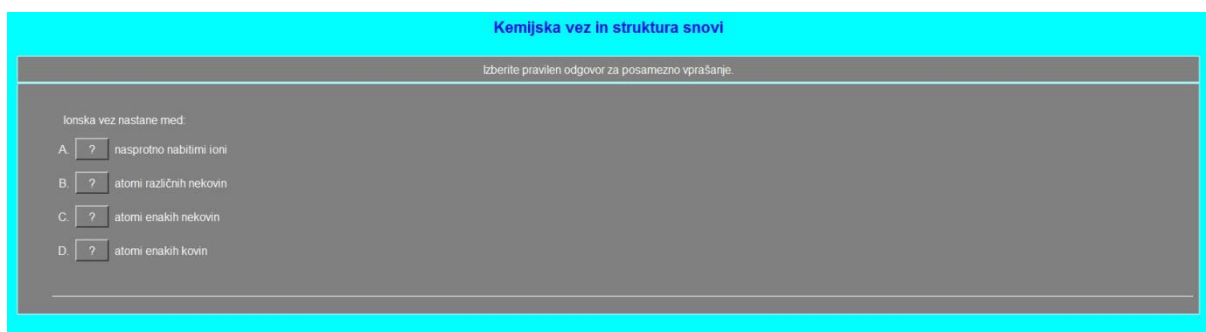 Kemijska vez in struktura snovi
Izberite pravilen odgovor za posamezno vprašanje.
Ionska vez nastane med:
A. ? nasprotno nabitimi ioni
B. ? atomi različnih nekovin
C. ? atomi enakih nekovin
D. ? atomi enakih kovin